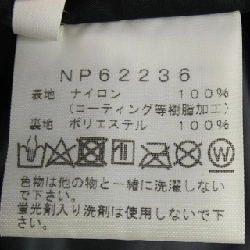 NP62236
表地 ナイロン 100%
(コーティング等樹脂加工)
裏地 ポリエステル 100%
色物は他の物と一緒に洗濯しない
で下さい。
蛍光剤入り洗剤は使用しないで
下さい。